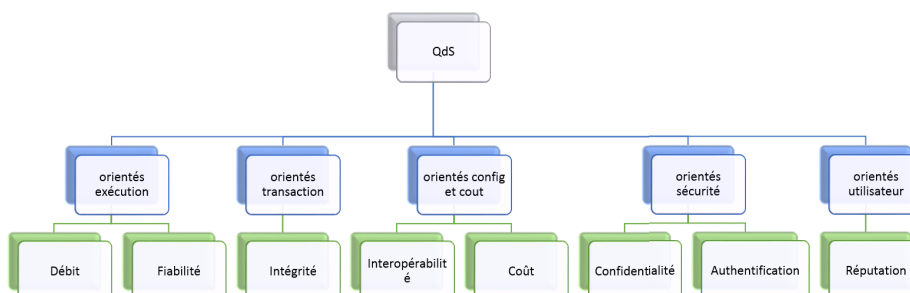 QdS
orientés
exécution
orientés
transaction
orientés config
et cout
orientés
sécurité
orientés
utilisateur
Débit
Fiabilité
Intégrité
Interopérabilit
é
Coût
Confidentialité
Authentification
Réputation